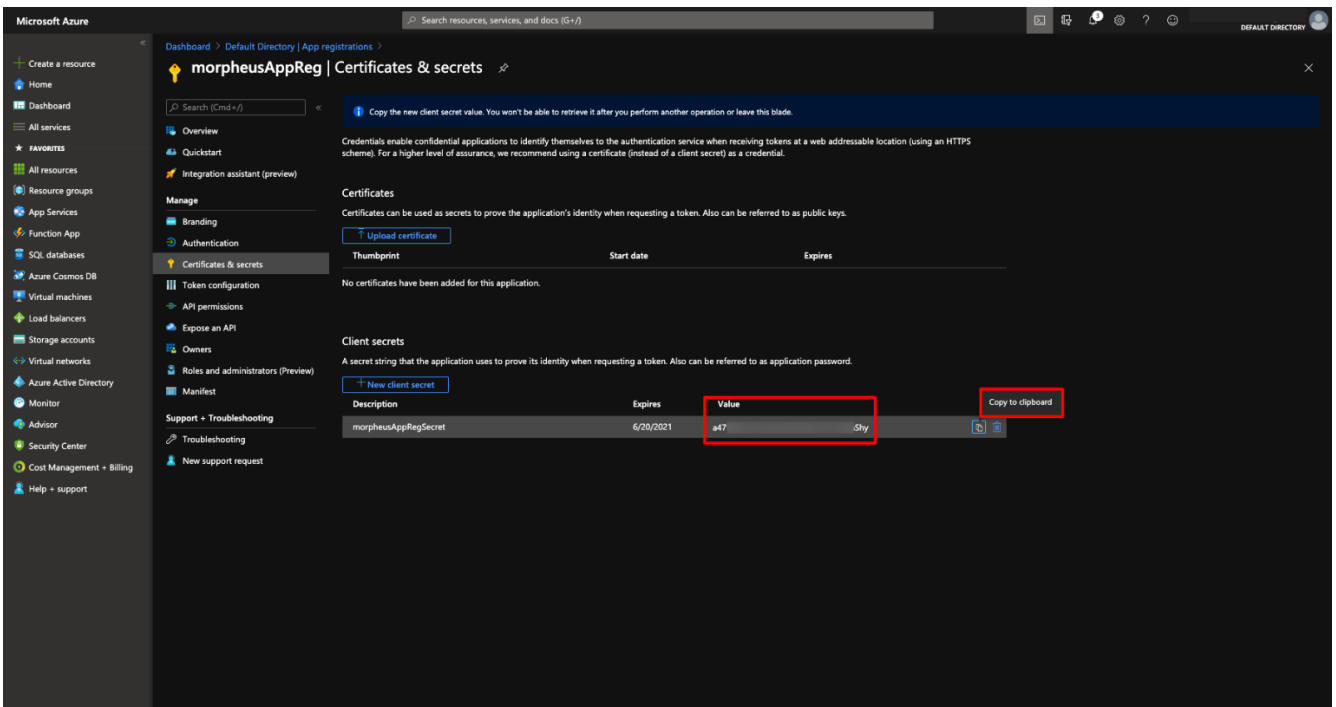 Microsoft Azure
Search resources, services, and docs (G+/)
3
DEFAULT DIRECTORY
Create a resource
Home
Dashboard
All services
FAVORITES
All resources
Resource groups
App Services
Function App
SQL databases
Azure Cosmos DB
Virtual machines
Load balancers
Storage accounts
Virtual networks
Azure Active Directory
Monitor
Advisor
Security Center
Cost Management + Billing
Help + support
Dashboard > Default Directory | App registrations >
morpheusAppReg | Certificates & secrets
Search (Cmd+/)
Overview
Quickstart
Integration assistant (preview)
Manage
Branding
Authentication
Certificates & secrets
Token configuration
API permissions
Expose an API
Owners
Roles and administrators (Preview)
Manifest
Support + Troubleshooting
Troubleshooting
New support request
Copy the new client secret value. You won't be able to retrieve it after you perform another operation or leave this blade.
Credentials enable confidential applications to identify themselves to the authentication service when receiving tokens at a web addressable location (using an HTTPS
scheme). For a higher level of assurance, we recommend using a certificate (instead of a client secret) as a credential.
Certificates
Certificates can be used as secrets to prove the application's identity when requesting a token. Also can be referred to as public keys.
Upload certificate
Thumbprint Start date Expires
No certificates have been added for this application.
Client secrets
A secret string that the application uses to prove its identity when requesting a token. Also can be referred to as application password.
New client secret
Copy to clipboard
Description Expires Value
morpheusAppRegSecret 6/20/2021 a47 .Shy